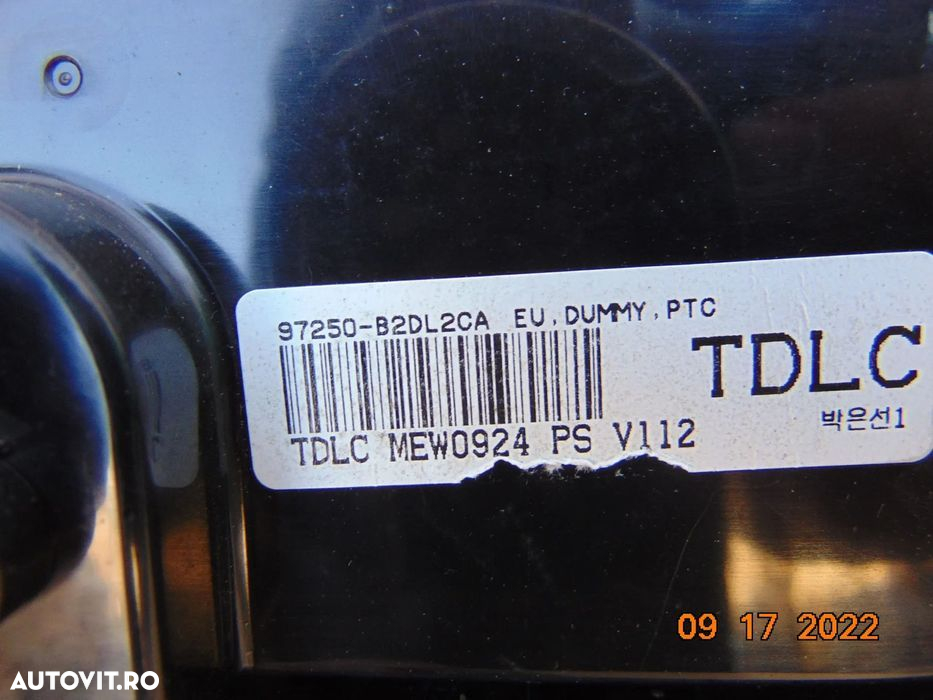 97250-B2DL2CA EU,DUMMY,PTC
TDLC
TDLC MEW0924 PS V112
박은선1
09 17 2022
AUTOVIT.RO